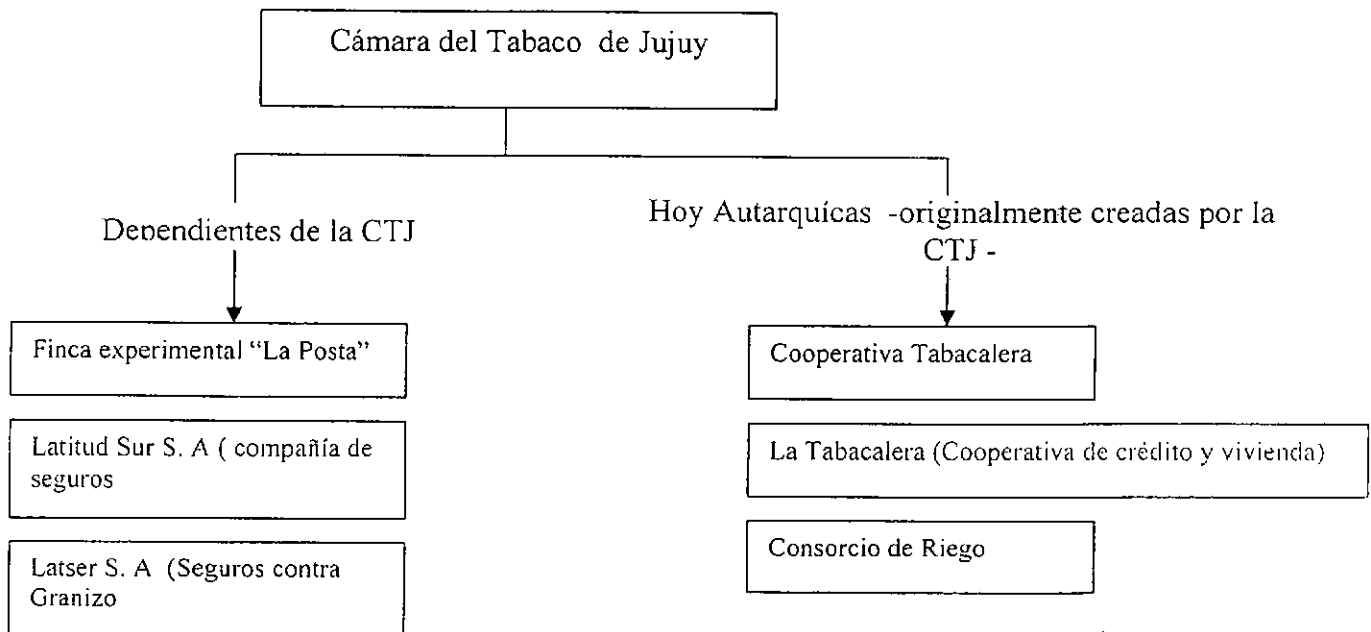 Cámara del Tabaco de Jujuy
Dependientes de la CTJ
Hoy Autarquícas -originalmente creadas por la
CTJ -
Finca experimental “La Posta”
Latitud Sur S. A ( compañía de
seguros
Latser S. A (Seguros contra
Granizo
Cooperativa Tabacalera
La Tabacalera (Cooperativa de crédito y vivienda)
Consorcio de Riego